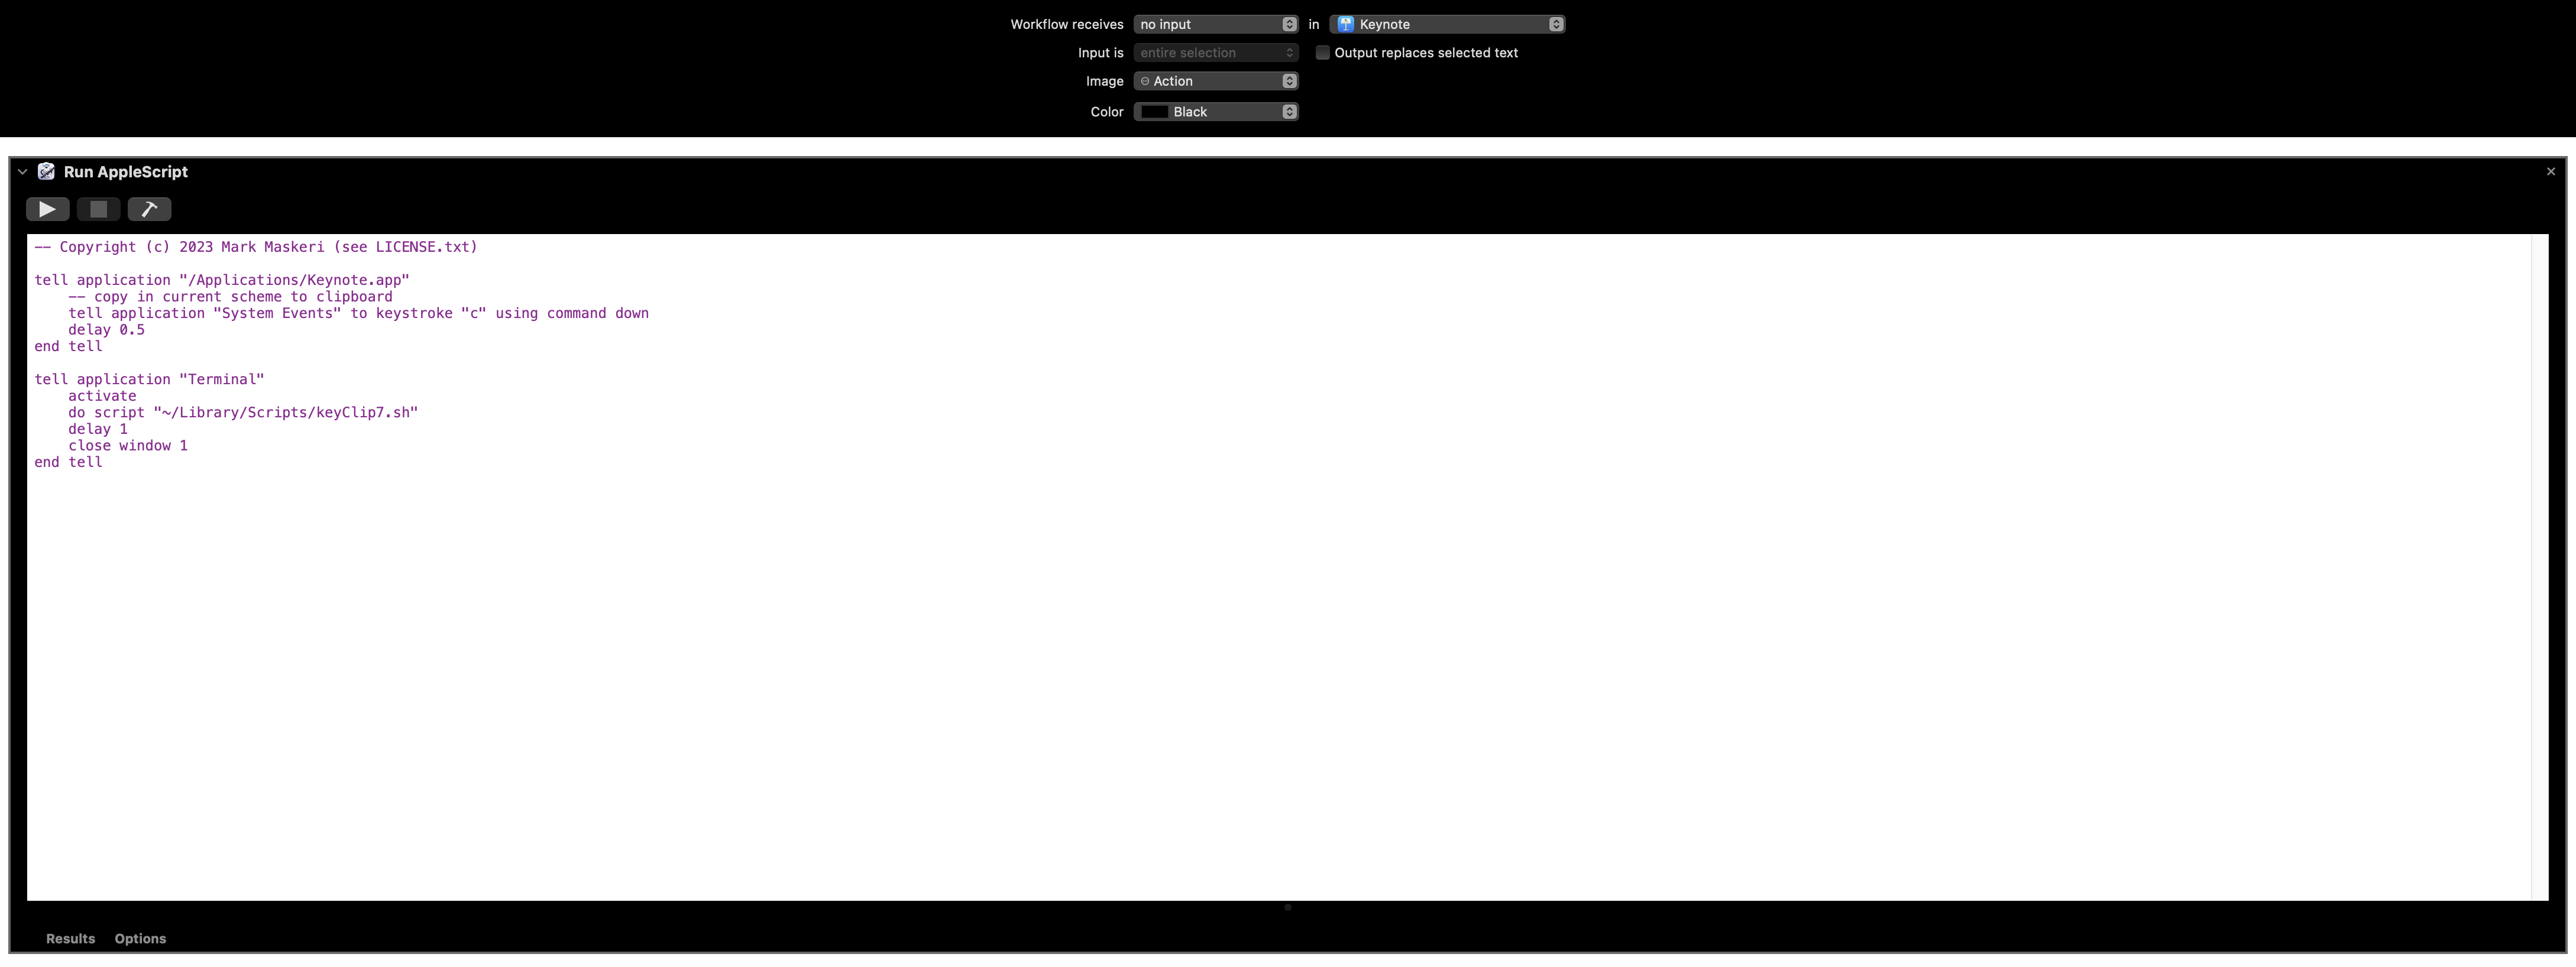 Workflow receives no input in Keynote
Input is entire selection Output replaces selected text
Image Action
Color Black
Run AppleScript
-- Copyright (c) 2023 Mark Maskeri (see LICENSE.txt)
tell application "/Applications/Keynote.app"
-- copy in current scheme to clipboard
tell application "System Events" to keystroke "c" using command down
delay 0.5
end tell
tell application "Terminal"
activate
do script "~/Library/Scripts/keyClip7.sh"
delay 1
close window 1
end tell
Results Options